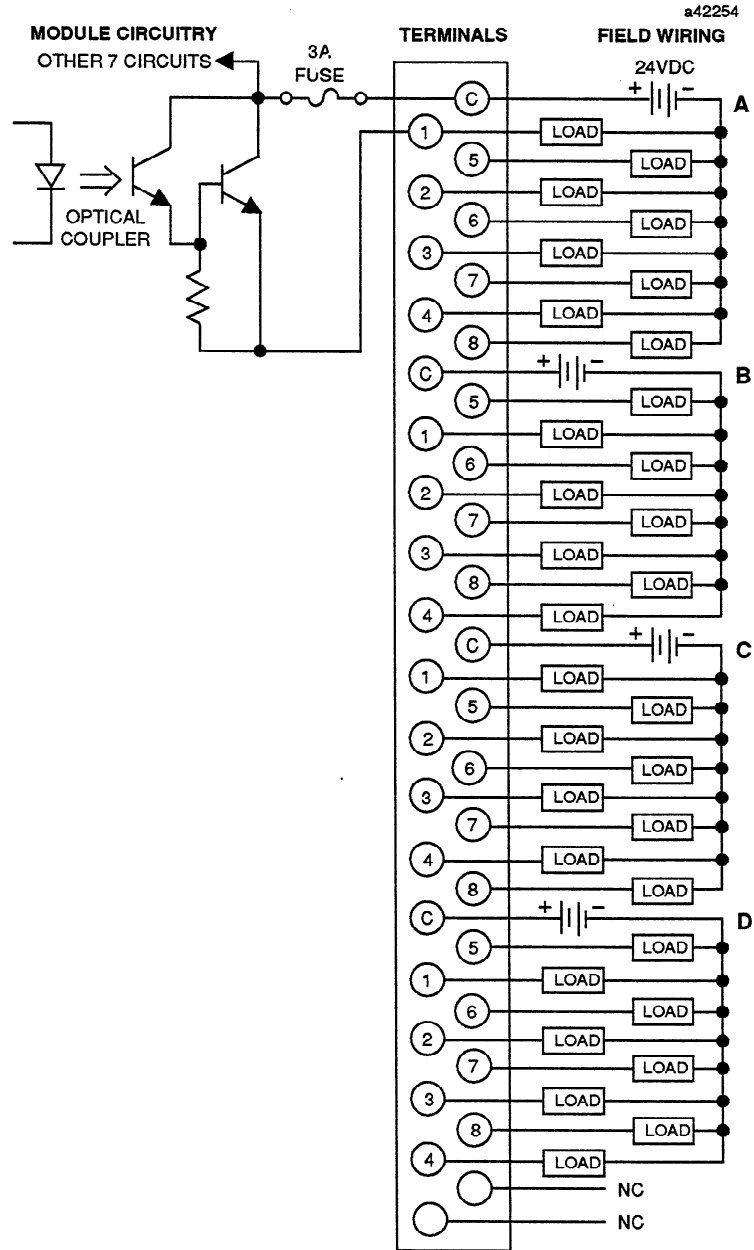 a42254
MODULE CIRCUITRY
TERMINALS
FIELD WIRING
OTHER 7 CIRCUITS
3A
FUSE
24VDC
OPTICAL
COUPLER
C + − A
1 LOAD
5 LOAD
2 LOAD
6 LOAD
3 LOAD
7 LOAD
4 LOAD
8 LOAD
C + − B
5 LOAD
1 LOAD
6 LOAD
2 LOAD
7 LOAD
3 LOAD
8 LOAD
4 LOAD
C + − C
1 LOAD
5 LOAD
2 LOAD
6 LOAD
3 LOAD
7 LOAD
4 LOAD
8 LOAD
C + − D
5 LOAD
1 LOAD
6 LOAD
2 LOAD
7 LOAD
3 LOAD
8 LOAD
4 LOAD
NC
NC